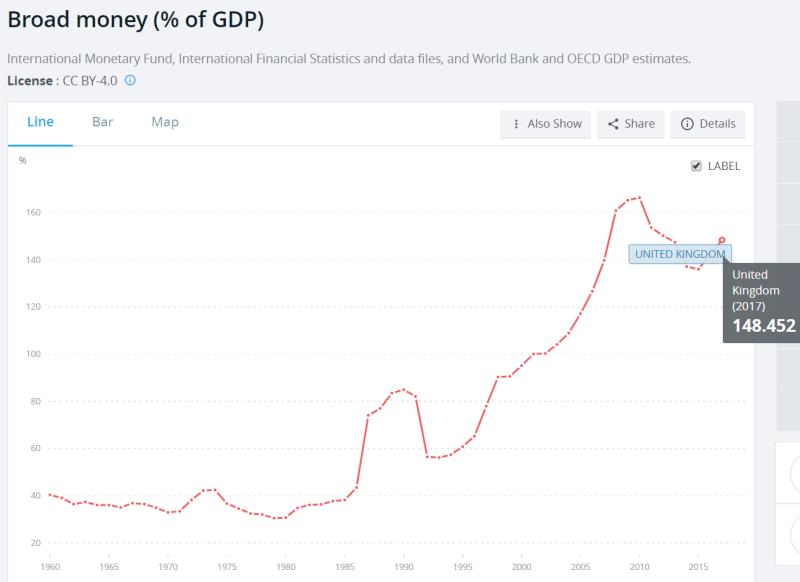 Broad money (% of GDP)
International Monetary Fund, International Financial Statistics and data files, and World Bank and OECD GDP estimates.
License : CC BY-4.0
Line
Bar
Map
Also Show
Share
Details
%
LABEL
160
140
120
100
80
60
40
20
UNITED KINGDOM
United
Kingdom
(2017)
148.452
1960
1965
1970
1975
1980
1985
1990
1995
2000
2005
2010
2015